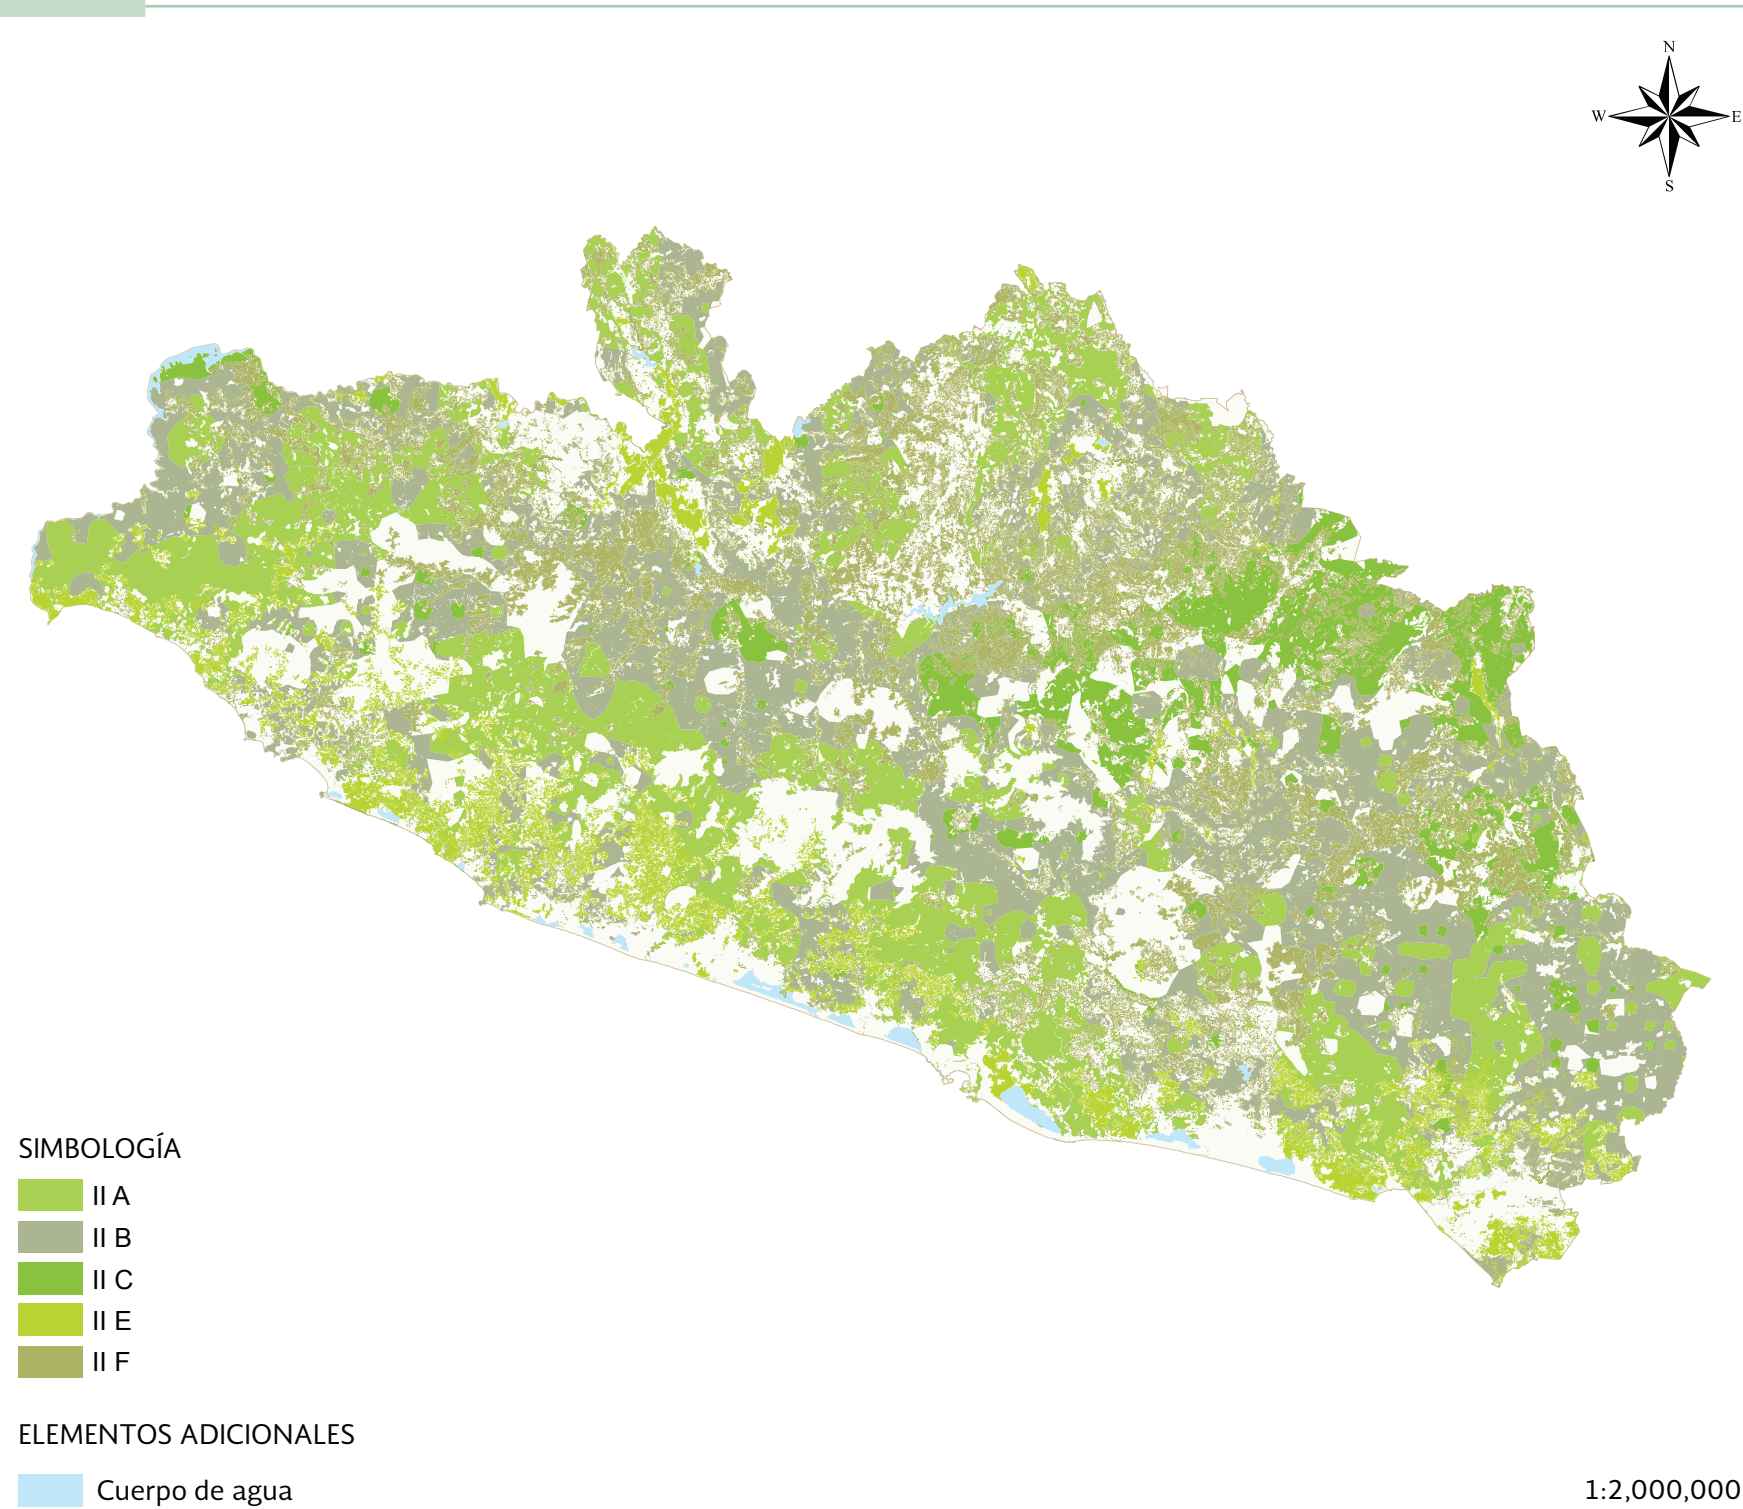 N
W E
S
SIMBOLOGÍA
II A
II B
II C
II E
II F
ELEMENTOS ADICIONALES
Cuerpo de agua
1:2,000,000